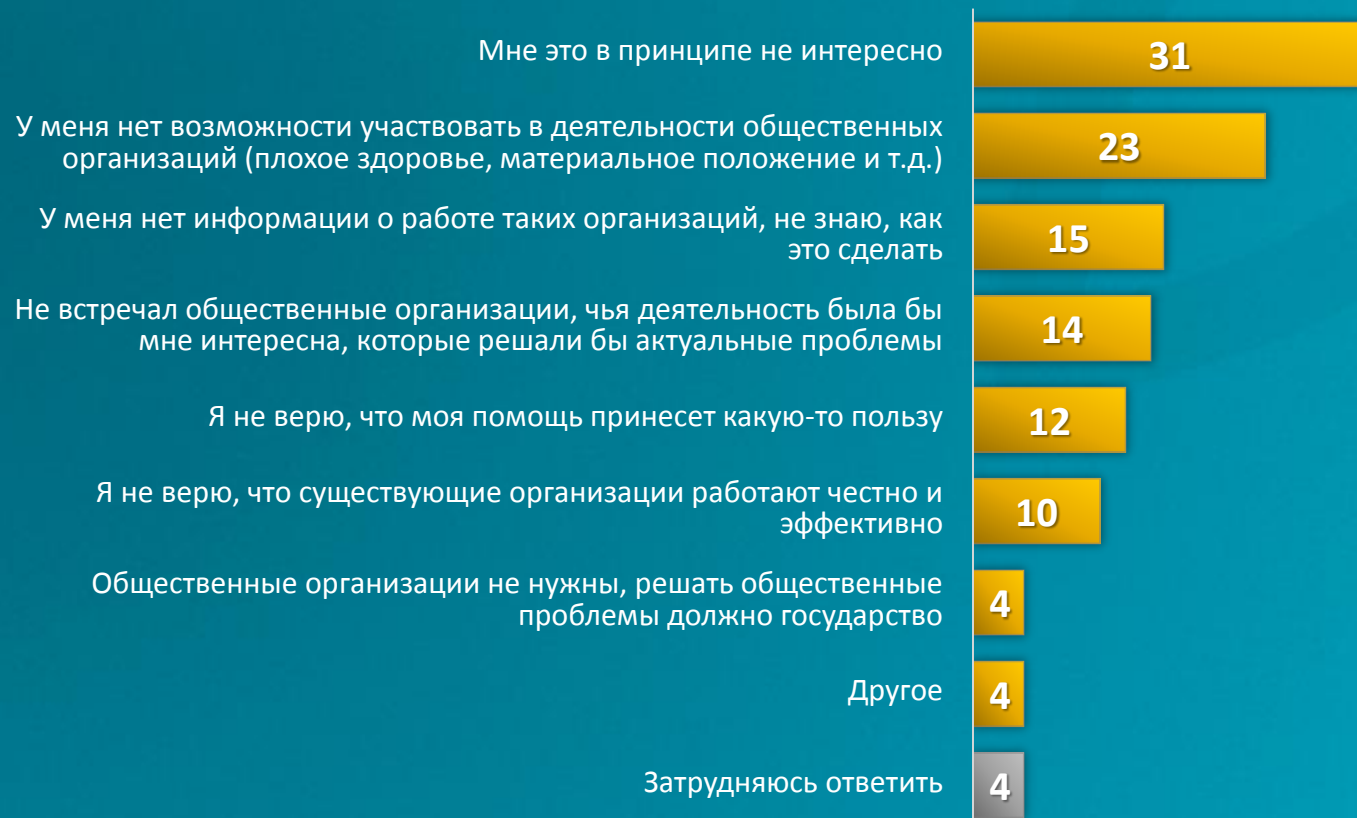 Мне это в принципе не интересно
31
У меня нет возможности участвовать в деятельности общественных
организаций (плохое здоровье, материальное положение и т.д.)
23
У меня нет информации о работе таких организаций, не знаю, как
это сделать
15
Не встречал общественные организации, чья деятельность была бы
мне интересна, которые решали бы актуальные проблемы
14
Я не верю, что моя помощь принесет какую-то пользу
12
Я не верю, что существующие организации работают честно и
эффективно
10
Общественные организации не нужны, решать общественные
проблемы должно государство
4
Другое
4
Затрудняюсь ответить
4